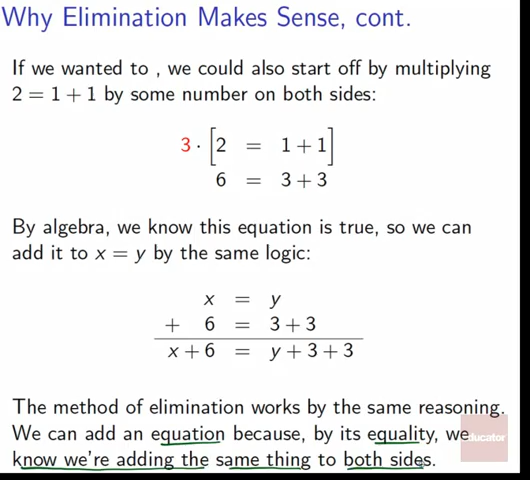 Why Elimination Makes Sense, cont.
If we wanted to , we could also start off by multiplying
2 = 1 + 1 by some number on both sides:
3 · [2 = 1 + 1]
6 = 3 + 3
By algebra, we know this equation is true, so we can
add it to x = y by the same logic:
x = y
+ 6 = 3 + 3
x + 6 = y + 3 + 3
The method of elimination works by the same reasoning.
We can add an equation because, by its equality, we
educator
know we're adding the same thing to both sides.